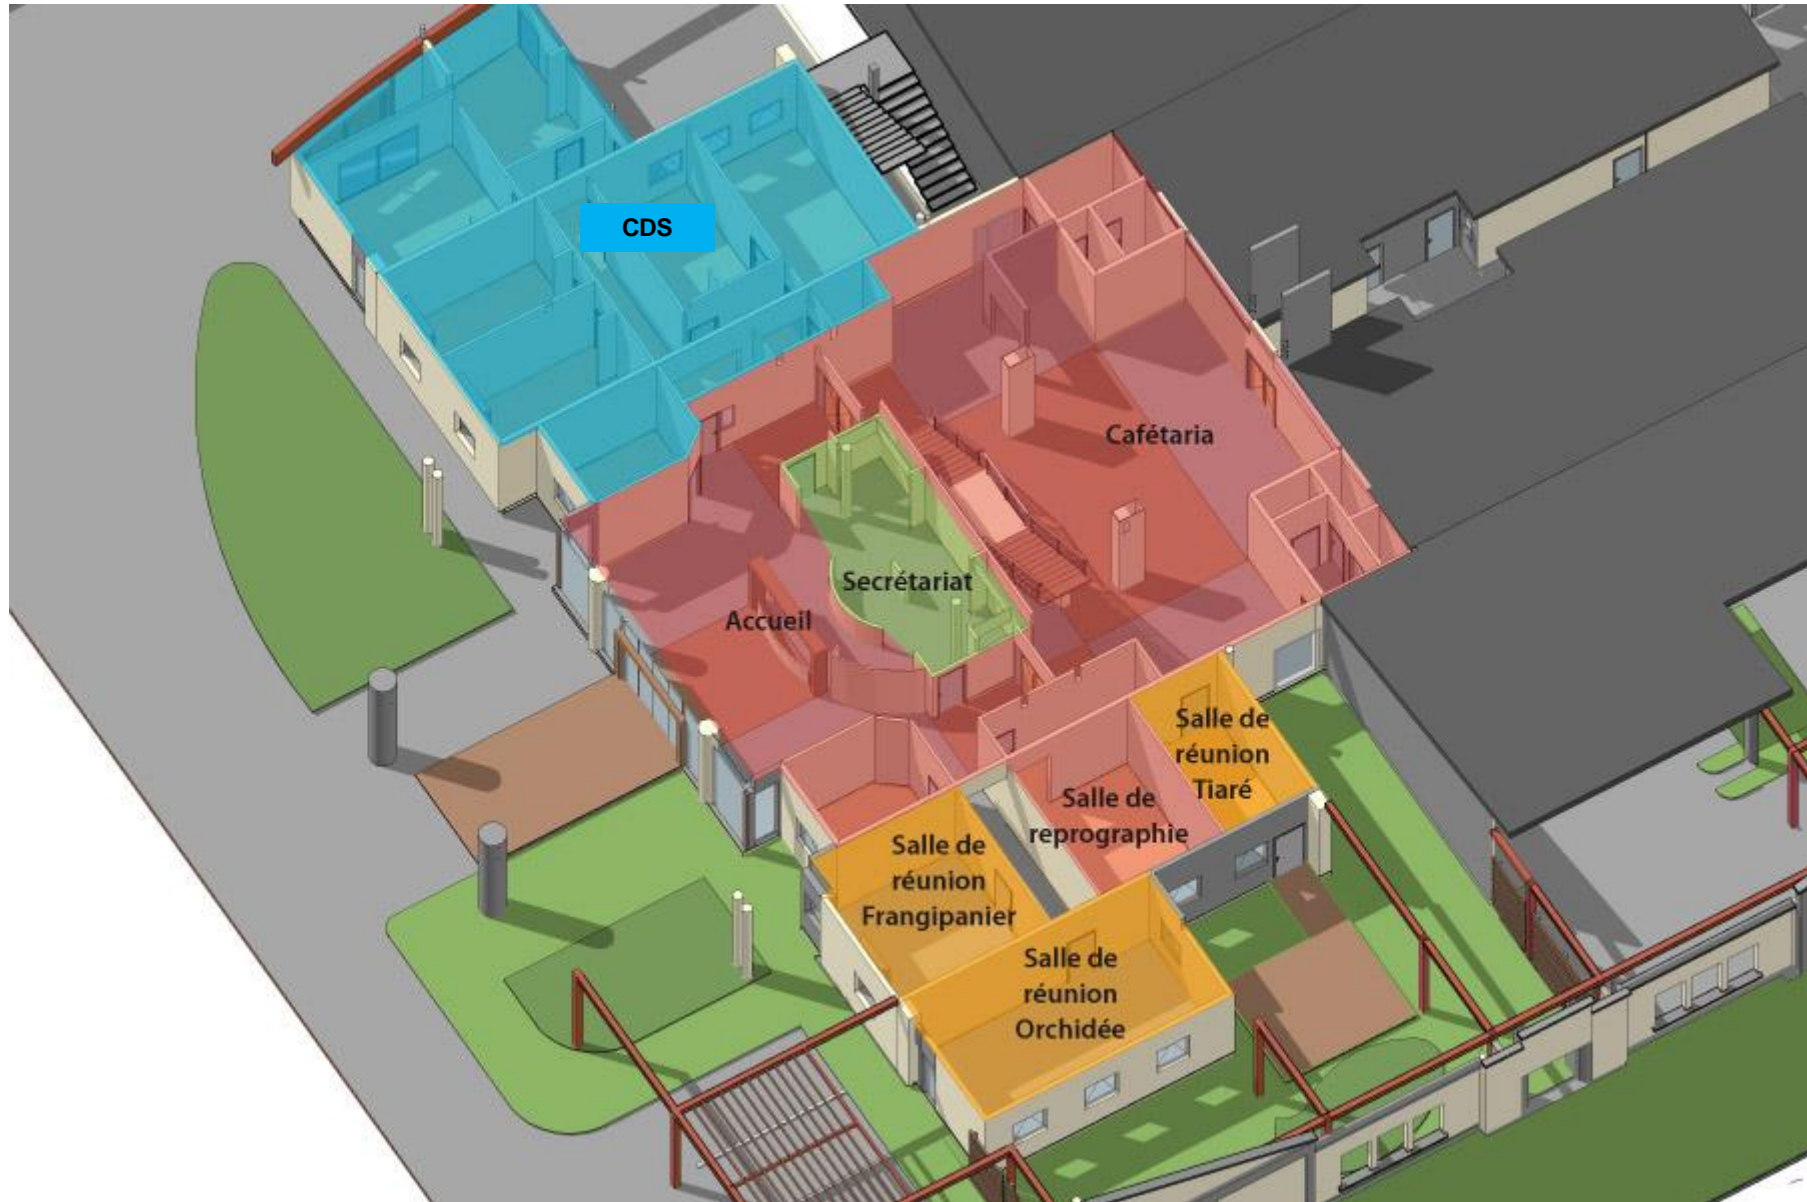 CDS
Cafétaria
Secrétariat
Accueil
Salle de
réunion
Tiaré
Salle de
reprographie
Salle de
réunion
Frangipanier
Salle de
réunion
Orchidée